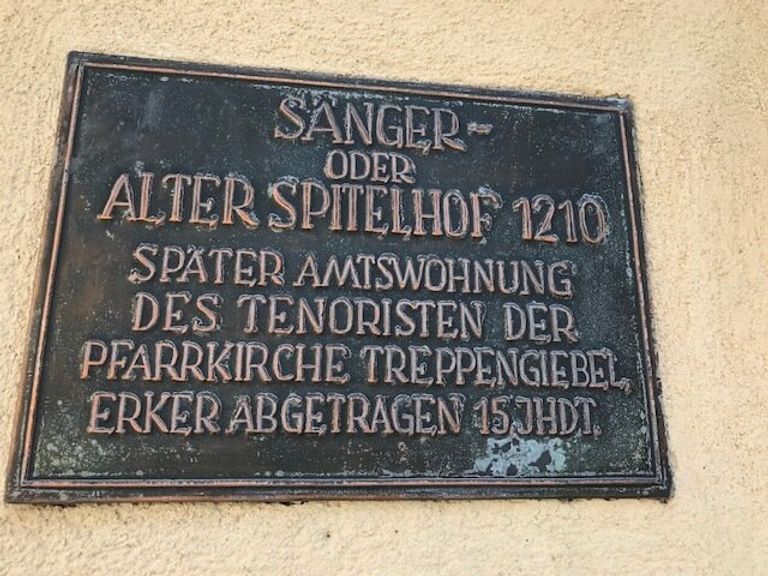 SÄNGER-
ODER
ALTER SPITELHOF 1210
SPÄTER AMTSWOHNUNG
DES TENORISTEN DER
PFARRKIRCHE TREPPENGIEBEL,
ERKER ABGETRAGEN 15.JHDT.